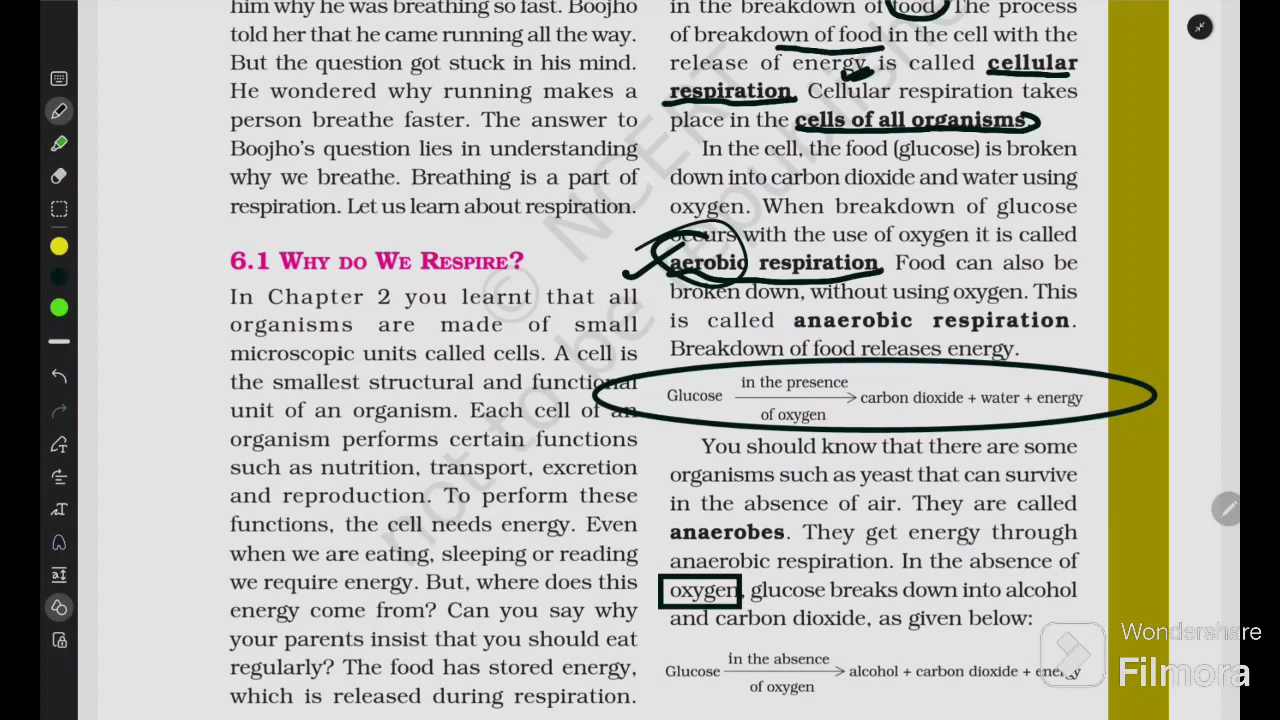 him why he was breathing so fast. Boojho
told her that he came running all the way.
But the question got stuck in his mind.
He wondered why running makes a
person breathe faster. The answer to
Boojho's question lies in understanding
why we breathe. Breathing is a part of
respiration. Let us learn about respiration.
6.1 WHY DO WE RESPIRE?
In Chapter 2 you learnt that all
organisms are made of small
microscopic units called cells. A cell is
the smallest structural and functional
unit of an organism. Each cell of an
organism performs certain functions
such as nutrition, transport, excretion
and reproduction. To perform these
functions, the cell needs energy. Even
when we are eating, sleeping or reading
we require energy. But, where does this
energy come from? Can you say why
your parents insist that you should eat
regularly? The food has stored energy,
which is released during respiration.
in the breakdown of food. The process
of breakdown of food in the cell with the
release of energy is called cellular
respiration. Cellular respiration takes
place in the cells of all organisms.
In the cell, the food (glucose) is broken
down into carbon dioxide and water using
oxygen. When breakdown of glucose
occurs with the use of oxygen it is called
aerobic respiration. Food can also be
broken down, without using oxygen. This
is called anaerobic respiration.
Breakdown of food releases energy.
Glucose in the presence of oxygen carbon dioxide + water + energy
You should know that there are some
organisms such as yeast that can survive
in the absence of air. They are called
anaerobes. They get energy through
anaerobic respiration. In the absence of
oxygen, glucose breaks down into alcohol
and carbon dioxide, as given below:
Glucose in the absence of oxygen alcohol + carbon dioxide + energy
© NCERT
not to be republished
Wondershare
Filmora